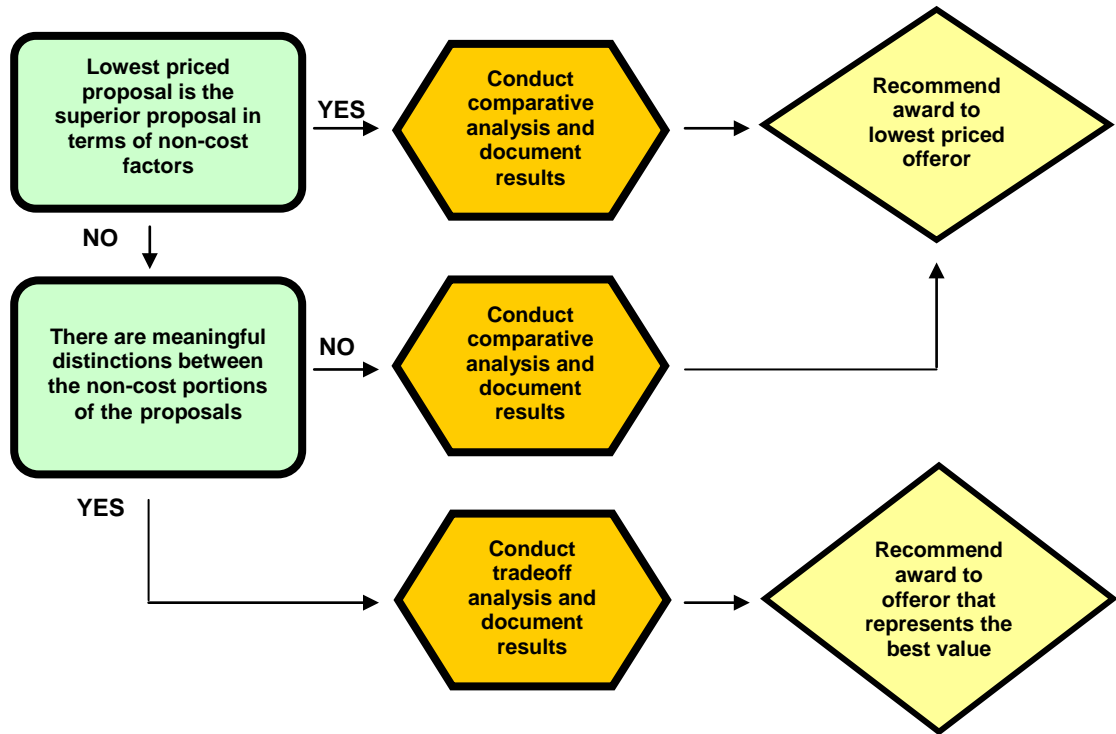 Lowest priced
proposal is the
superior proposal in
terms of non-cost
factors
YES
Conduct
comparative
analysis and
document
results
Recommend
award to
lowest priced
offeror
NO
There are meaningful
distinctions between
the non-cost portions
of the proposals
NO
Conduct
comparative
analysis and
document
results
YES
Conduct
tradeoff
analysis and
document
results
Recommend
award to
offeror that
represents the
best value